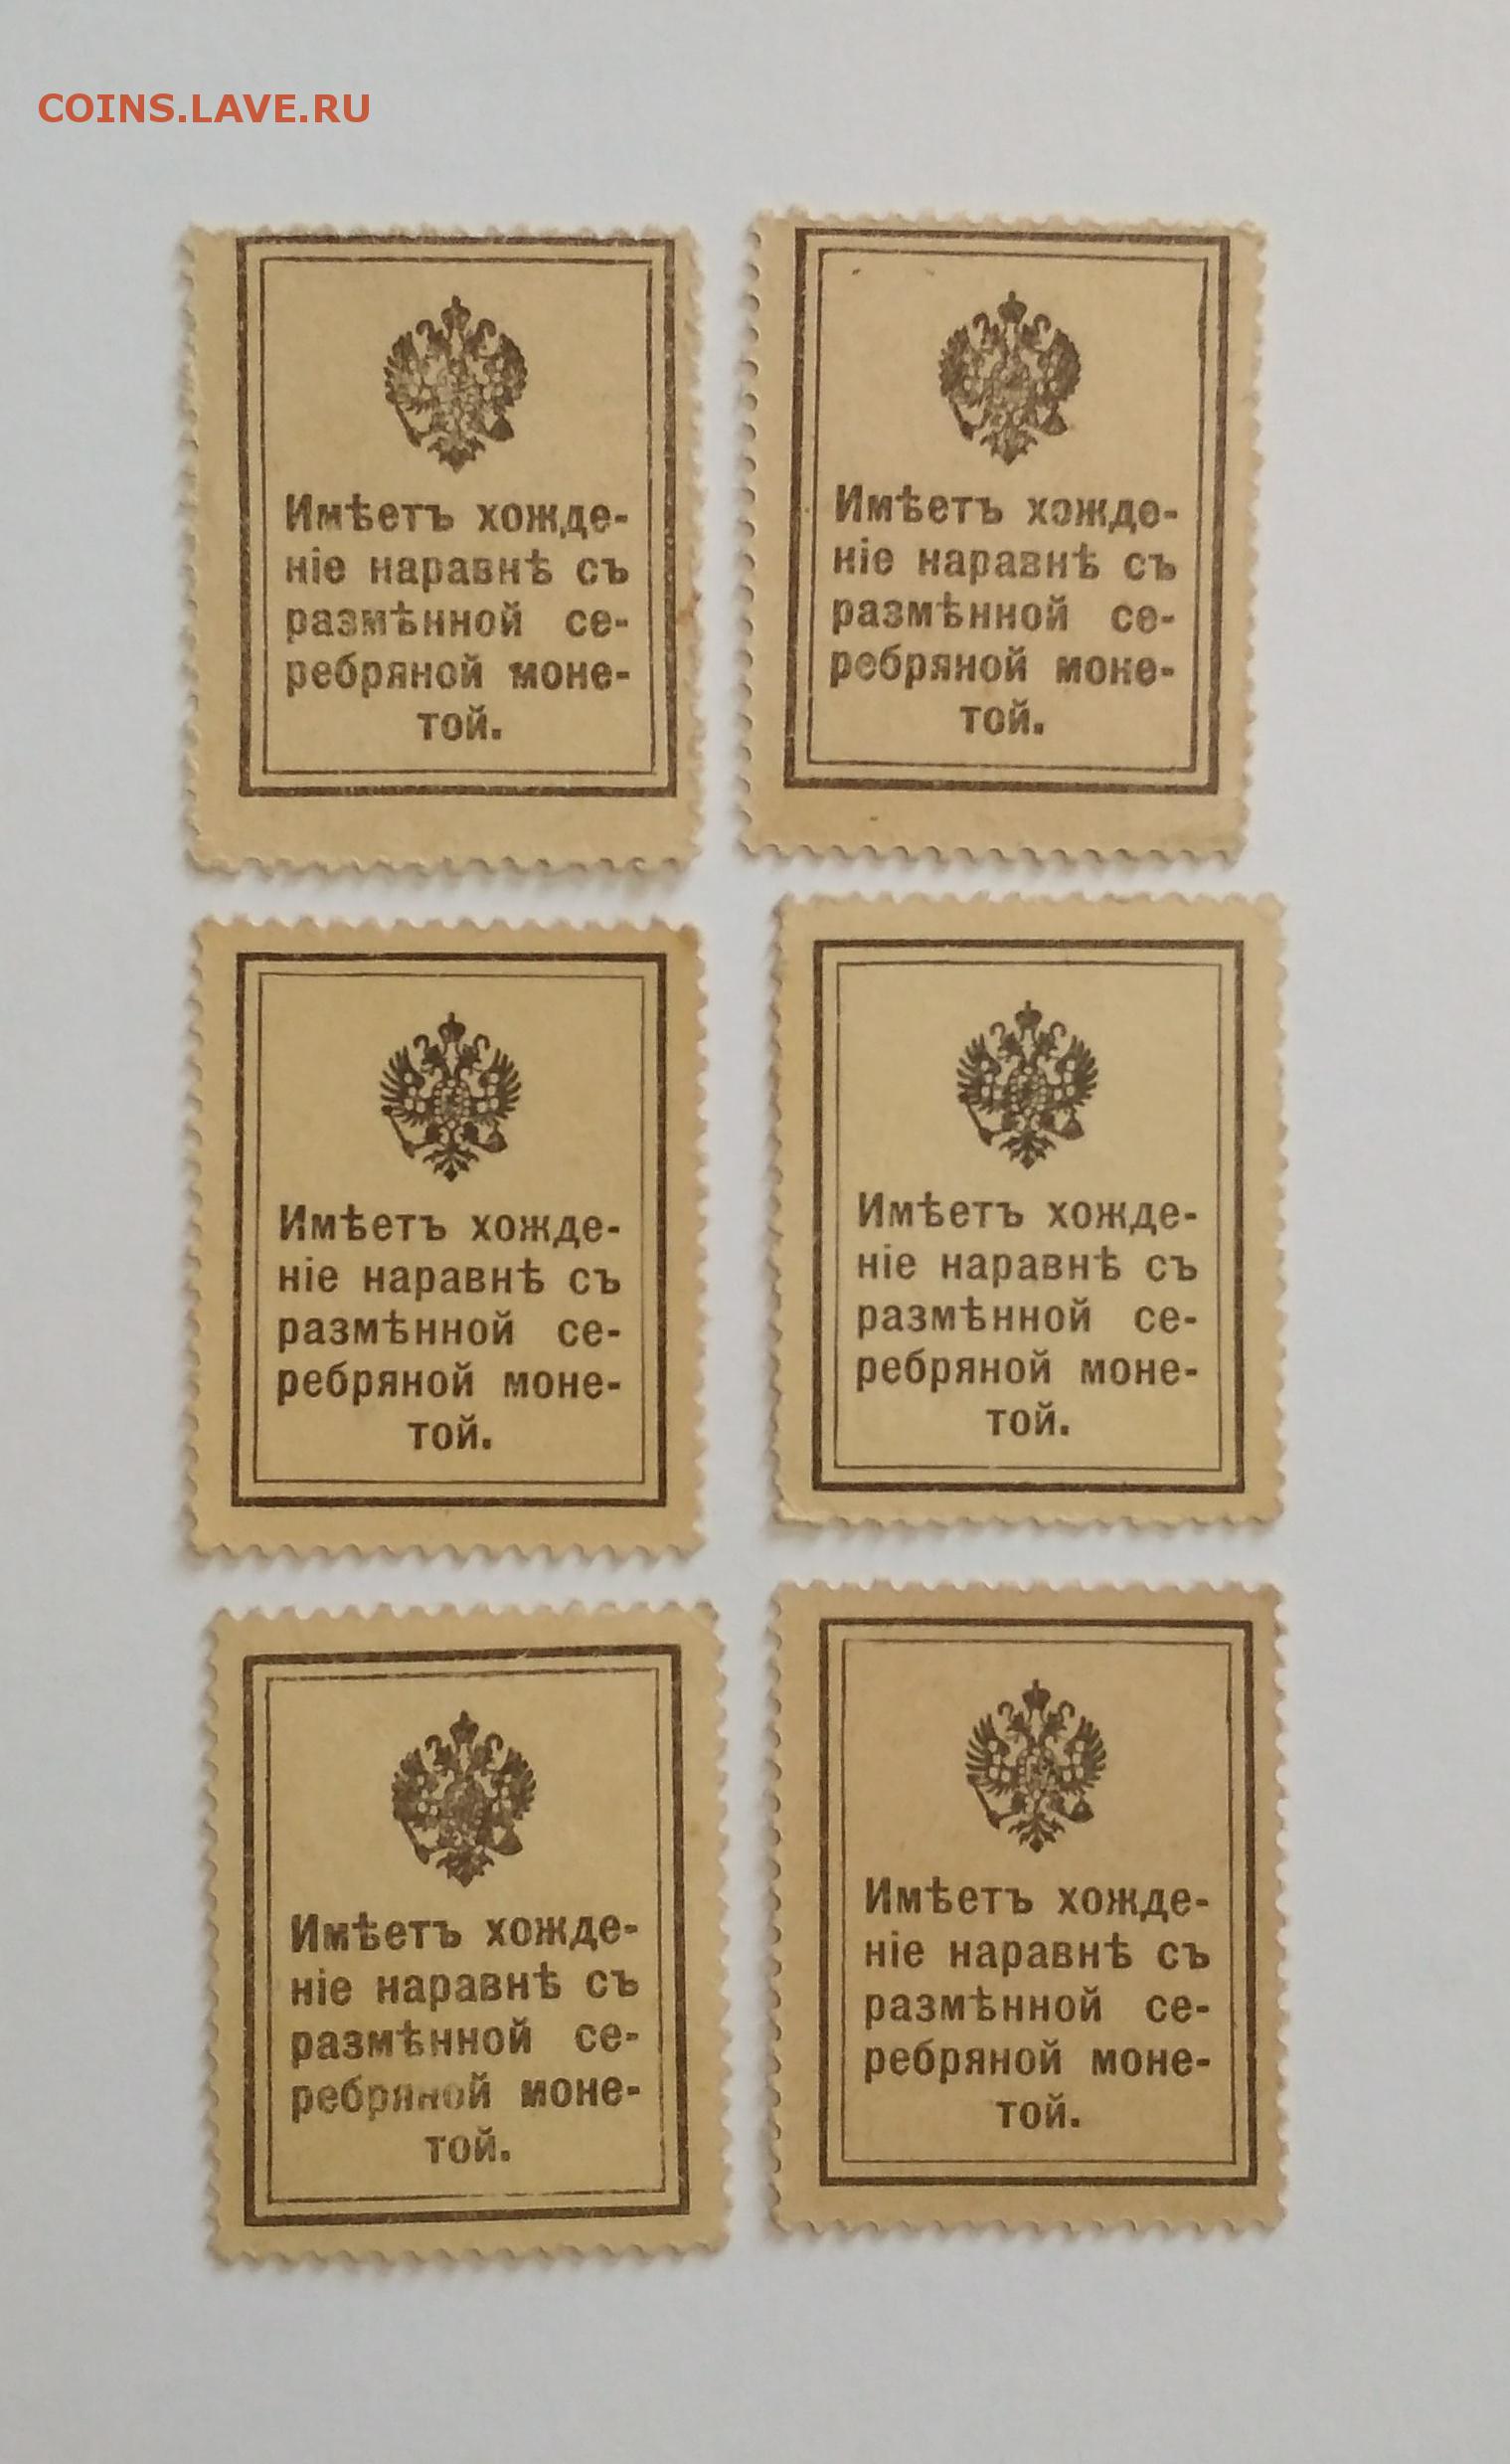 COINS.LAVE.RU
Имѣетъ хожде-
ніе наравнѣ съ
размѣнной се-
ребряной моне-
той.
Имѣетъ хожде-
ніе наравнѣ съ
размѣнной се-
ребряной моне-
той.
Имѣетъ хожде-
ніе наравнѣ съ
размѣнной се-
ребряной моне-
той.
Имѣетъ хожде-
ніе наравнѣ съ
размѣнной се-
ребряной моне-
той.
Имѣетъ хожде-
ніе наравнѣ съ
размѣнной се-
ребряной моне-
той.
Имѣетъ хожде-
ніе наравнѣ съ
размѣнной се-
ребряной моне-
той.